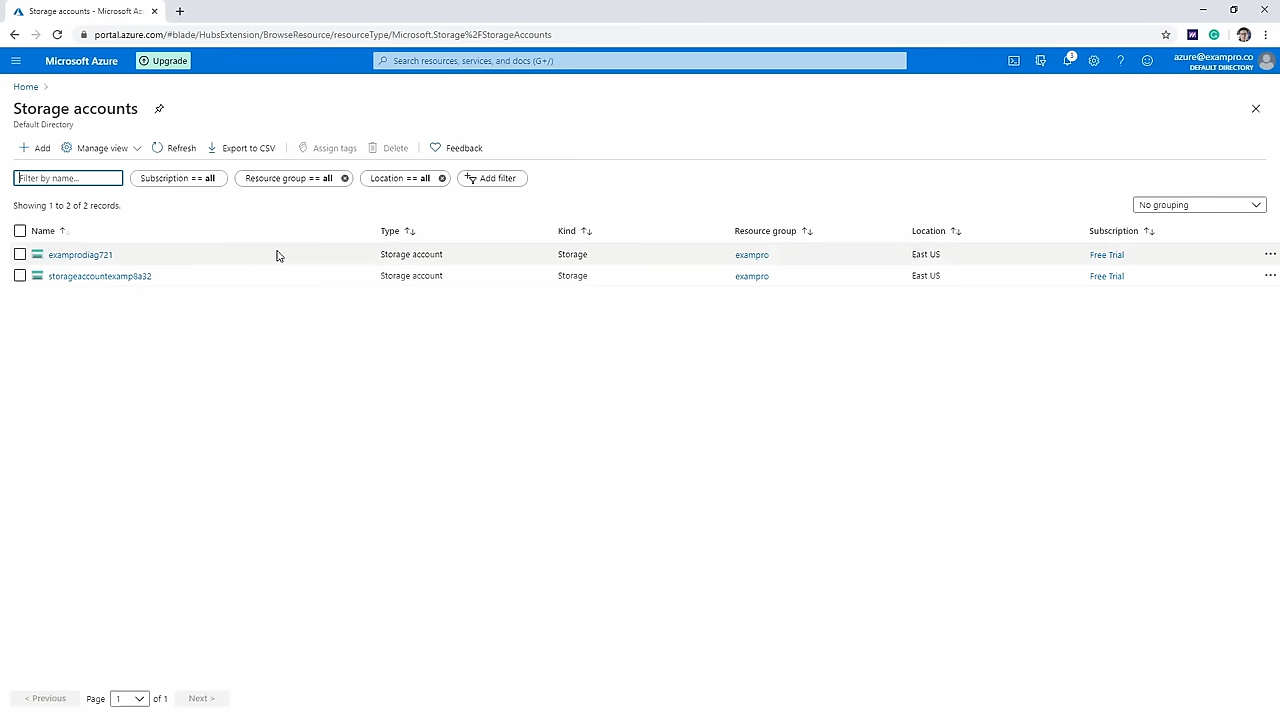 Storage accounts - Microsoft Az
portal.azure.com/#blade/HubsExtension/BrowseResource/resourceType/Microsoft.Storage%2FStorageAccounts
Microsoft Azure
Upgrade
Search resources, services, and docs (G+/)
3
azure@exampro.co
DEFAULT DIRECTORY
Home
Storage accounts
Default Directory
Add
Manage view
Refresh
Export to CSV
Assign tags
Delete
Feedback
Filter by name...
Subscription == all
Resource group == all
Location == all
Add filter
Showing 1 to 2 of 2 records.
No grouping
Name Type Kind Resource group Location Subscription
examprodiag721 Storage account Storage exampro East US Free Trial
storageaccountexamp8a32 Storage account Storage exampro East US Free Trial
< Previous Page 1 of 1 Next >